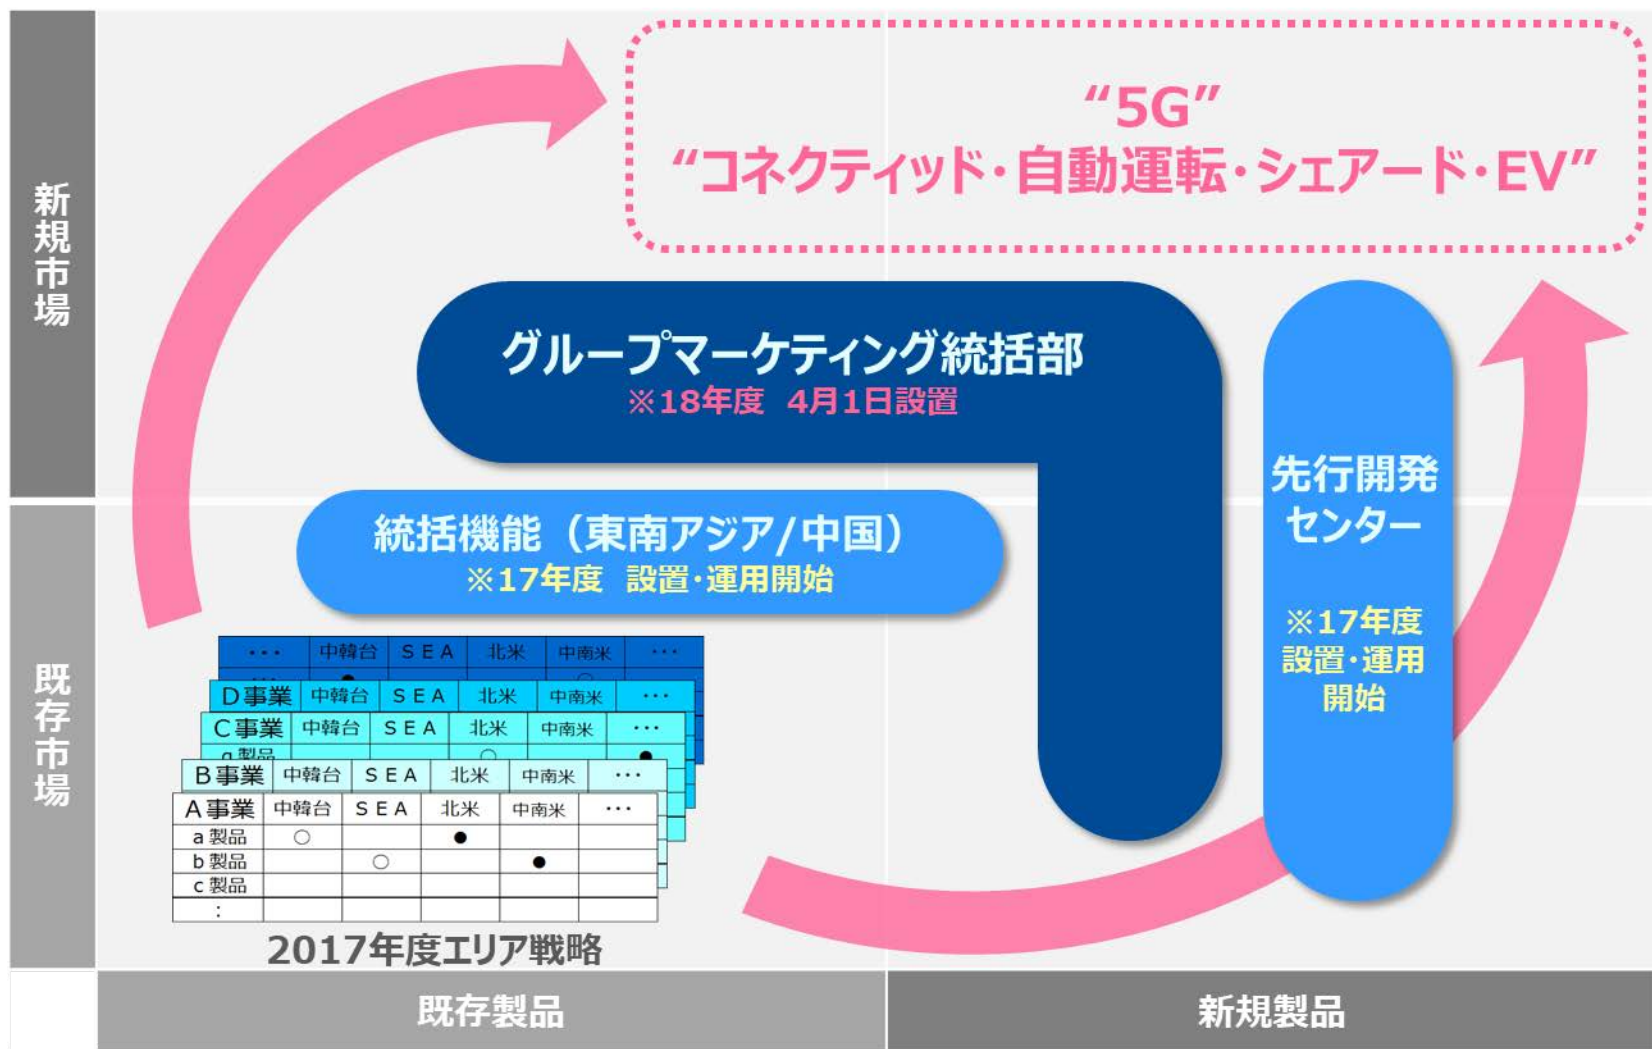 “5G”
“コネクティッド・自動運転・シェアード・EV”
新規市場
グループマーケティング統括部
※18年度 4月1日設置
先行開発
センター
※17年度
設置・運用
開始
統括機能（東南アジア/中国）
※17年度 設置・運用開始
既存市場
･･･ 中韓台 ＳＥＡ 北米 中南米 ･･･
● ○
Ｄ事業 中韓台 ＳＥＡ 北米 中南米 ･･･
Ｃ事業 中韓台 ＳＥＡ 北米 中南米 ･･･
○ ●
Ｂ事業 中韓台 ＳＥＡ 北米 中南米 ･･･
Ａ事業 中韓台 ＳＥＡ 北米 中南米 ･･･
a 製品 ○ ●
b 製品 ○ ●
c 製品
：
2017年度エリア戦略
既存製品 新規製品